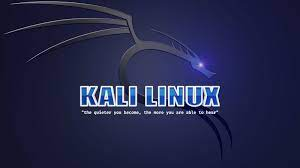 KALI LINUX
"the quieter you become, the more you are able to hear"